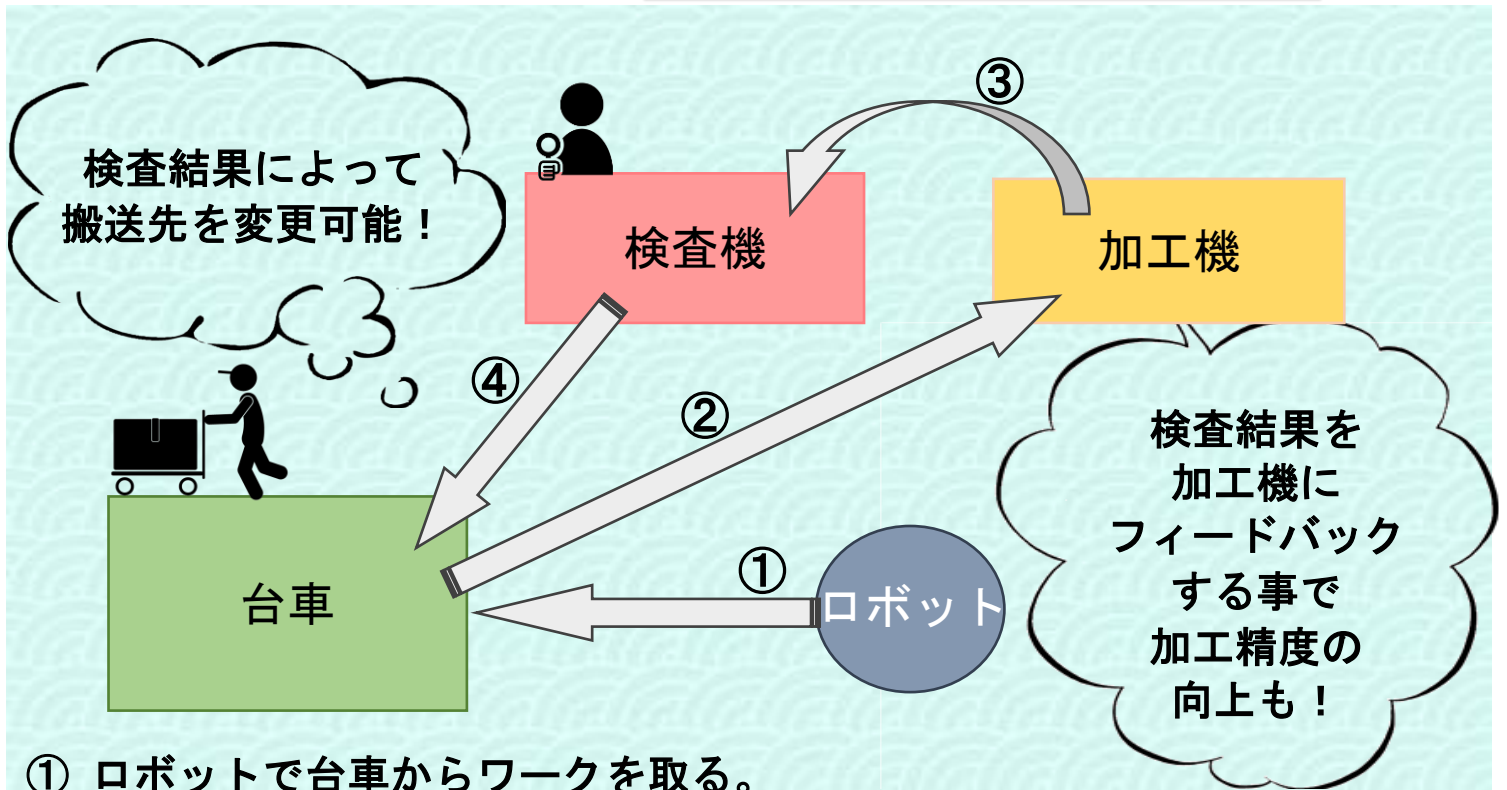 ③
検査結果によって
搬送先を変更可能！
検査機
加工機
④
②
検査結果を
加工機に
フィードバック
する事で
加工精度の
向上も！
①
台車
ロボット
① ロボットで台車からワークを取る。